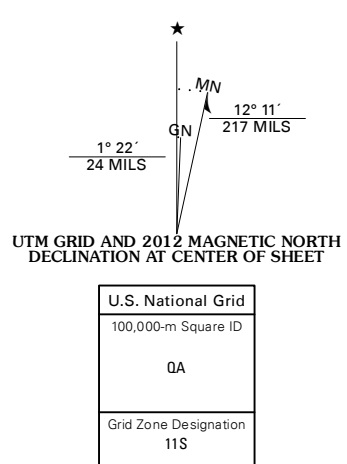 ★
MN
12° 11´
217 MILS
GN
1° 22´
24 MILS
UTM GRID AND 2012 MAGNETIC NORTH
DECLINATION AT CENTER OF SHEET
U.S. National Grid
100,000-m Square ID
QA
Grid Zone Designation
11S